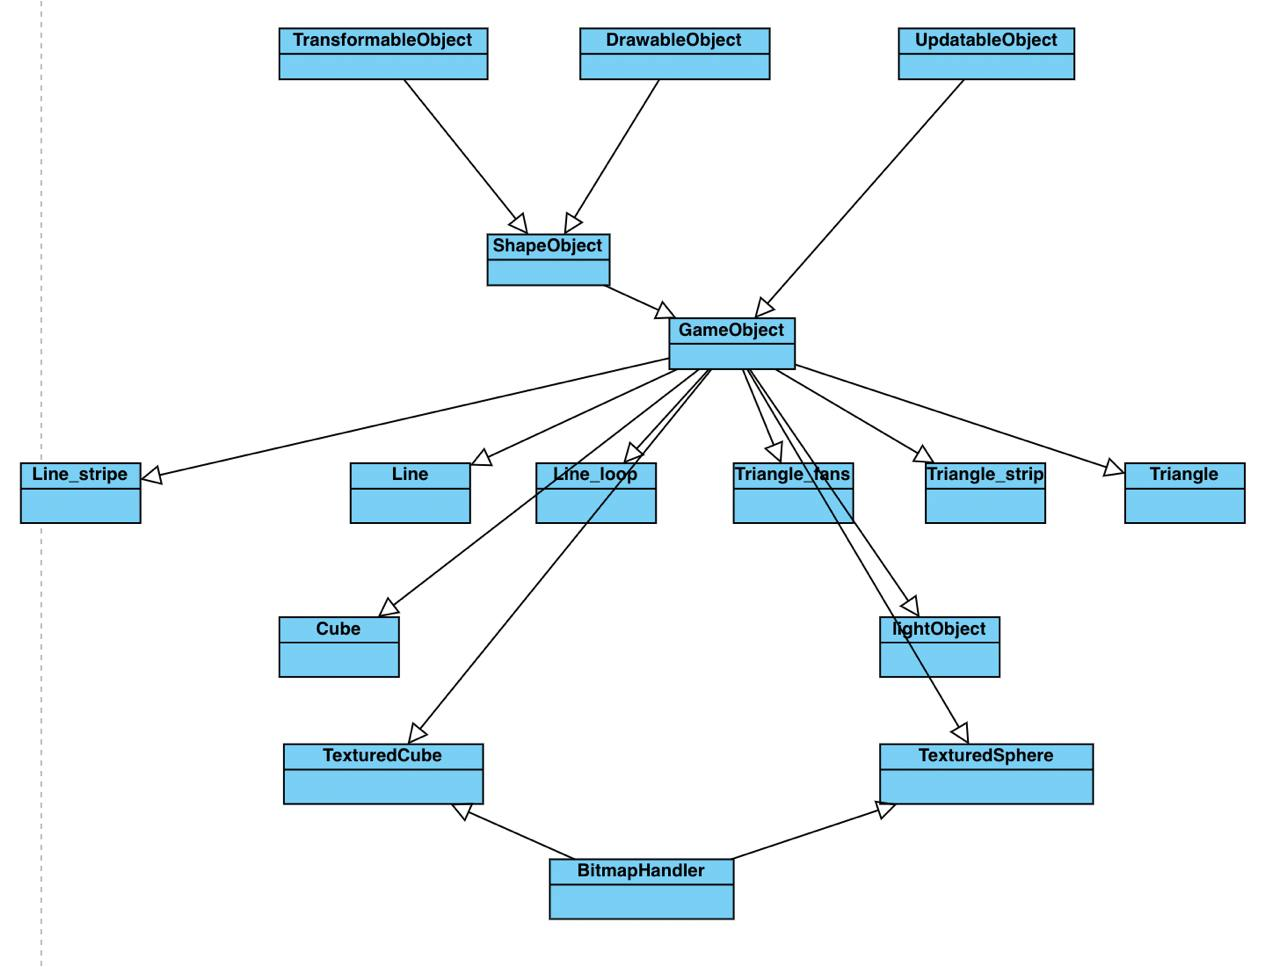 TransformableObject
DrawableObject
UpdatableObject
ShapeObject
GameObject
Line_stripe
Line
Line_loop
Triangle_fans
Triangle_strip
Triangle
Cube
lightObject
TexturedCube
TexturedSphere
BitmapHandler